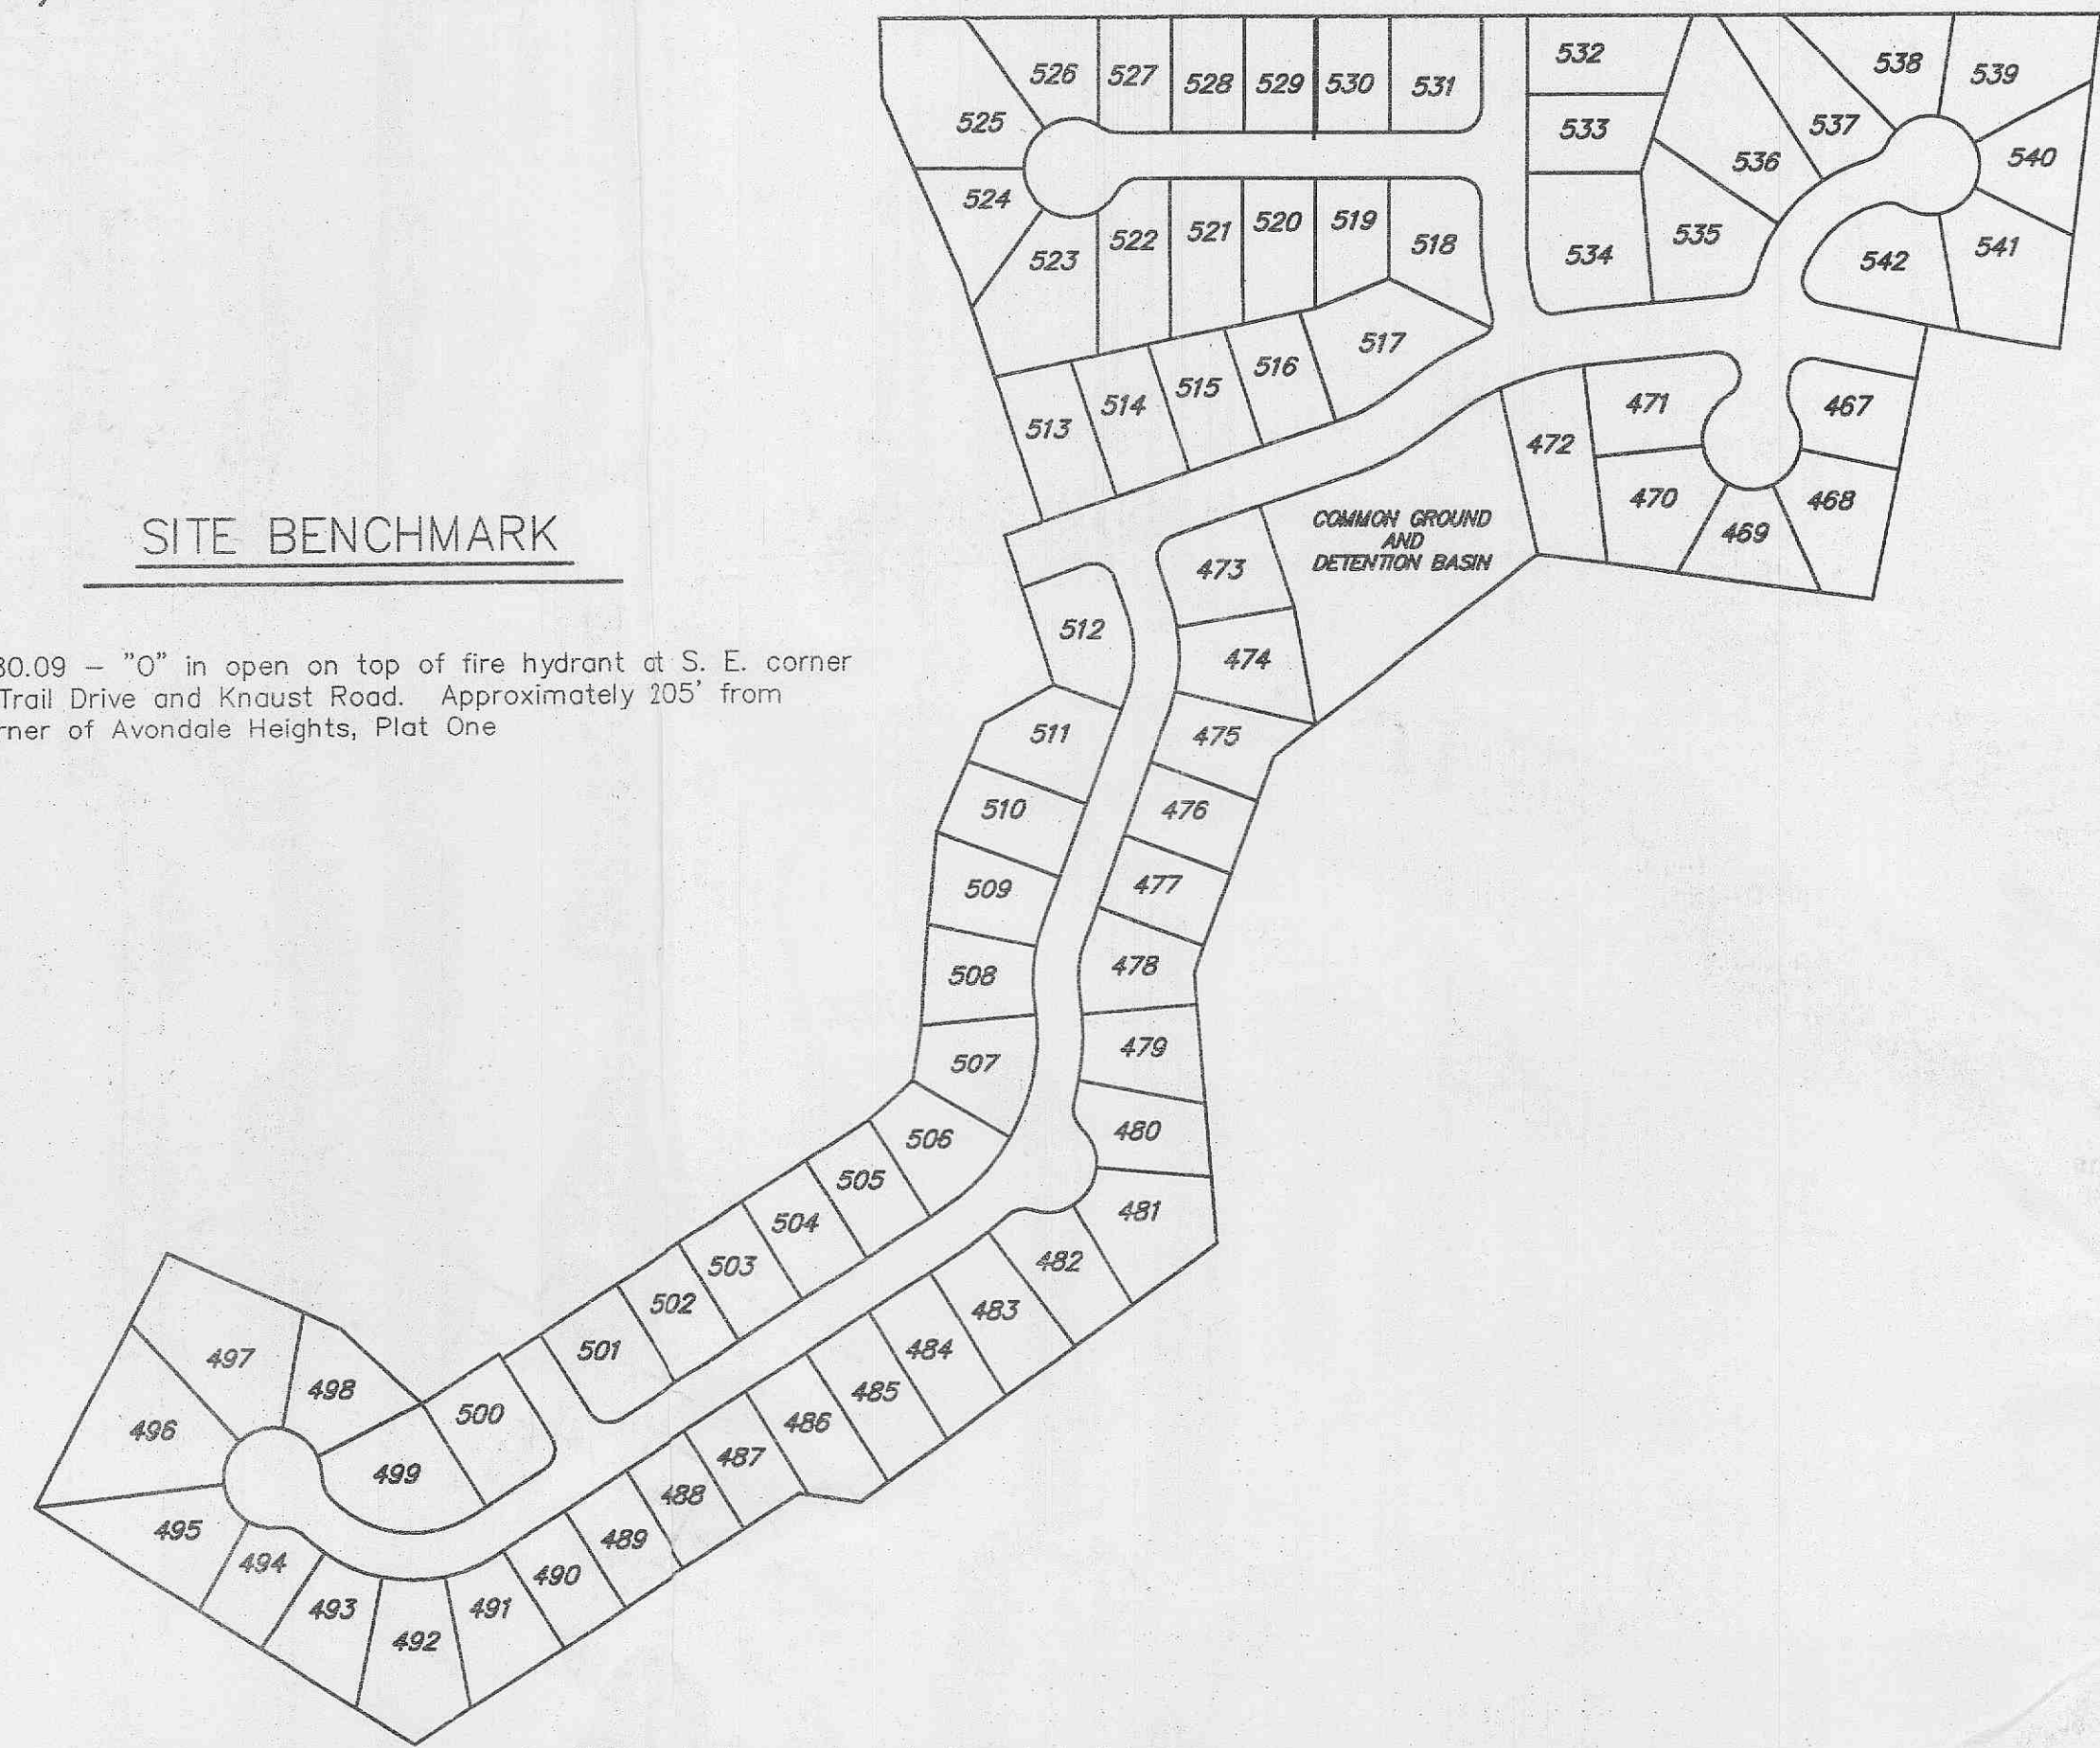 SITE BENCHMARK
80.09 – "O" in open on top of fire hydrant at S. E. corner
Trail Drive and Knaust Road. Approximately 205' from
rner of Avondale Heights, Plat One
526 527 528 529 530 531 532 538 539
525 533 536 537 540
524 523 522 521 520 519 518 534 535 542 541
513 514 515 516 517 472 471 467
470 469 468
COMMON GROUND
AND
DETENTION BASIN
473
512 474
511 475
510 476
509 477
508 478
507 479
506 480
505 481
504 482
503 483
502 484
501 485
500 486
497 498 487
496 499 488
495 489
494 490
493 491
492